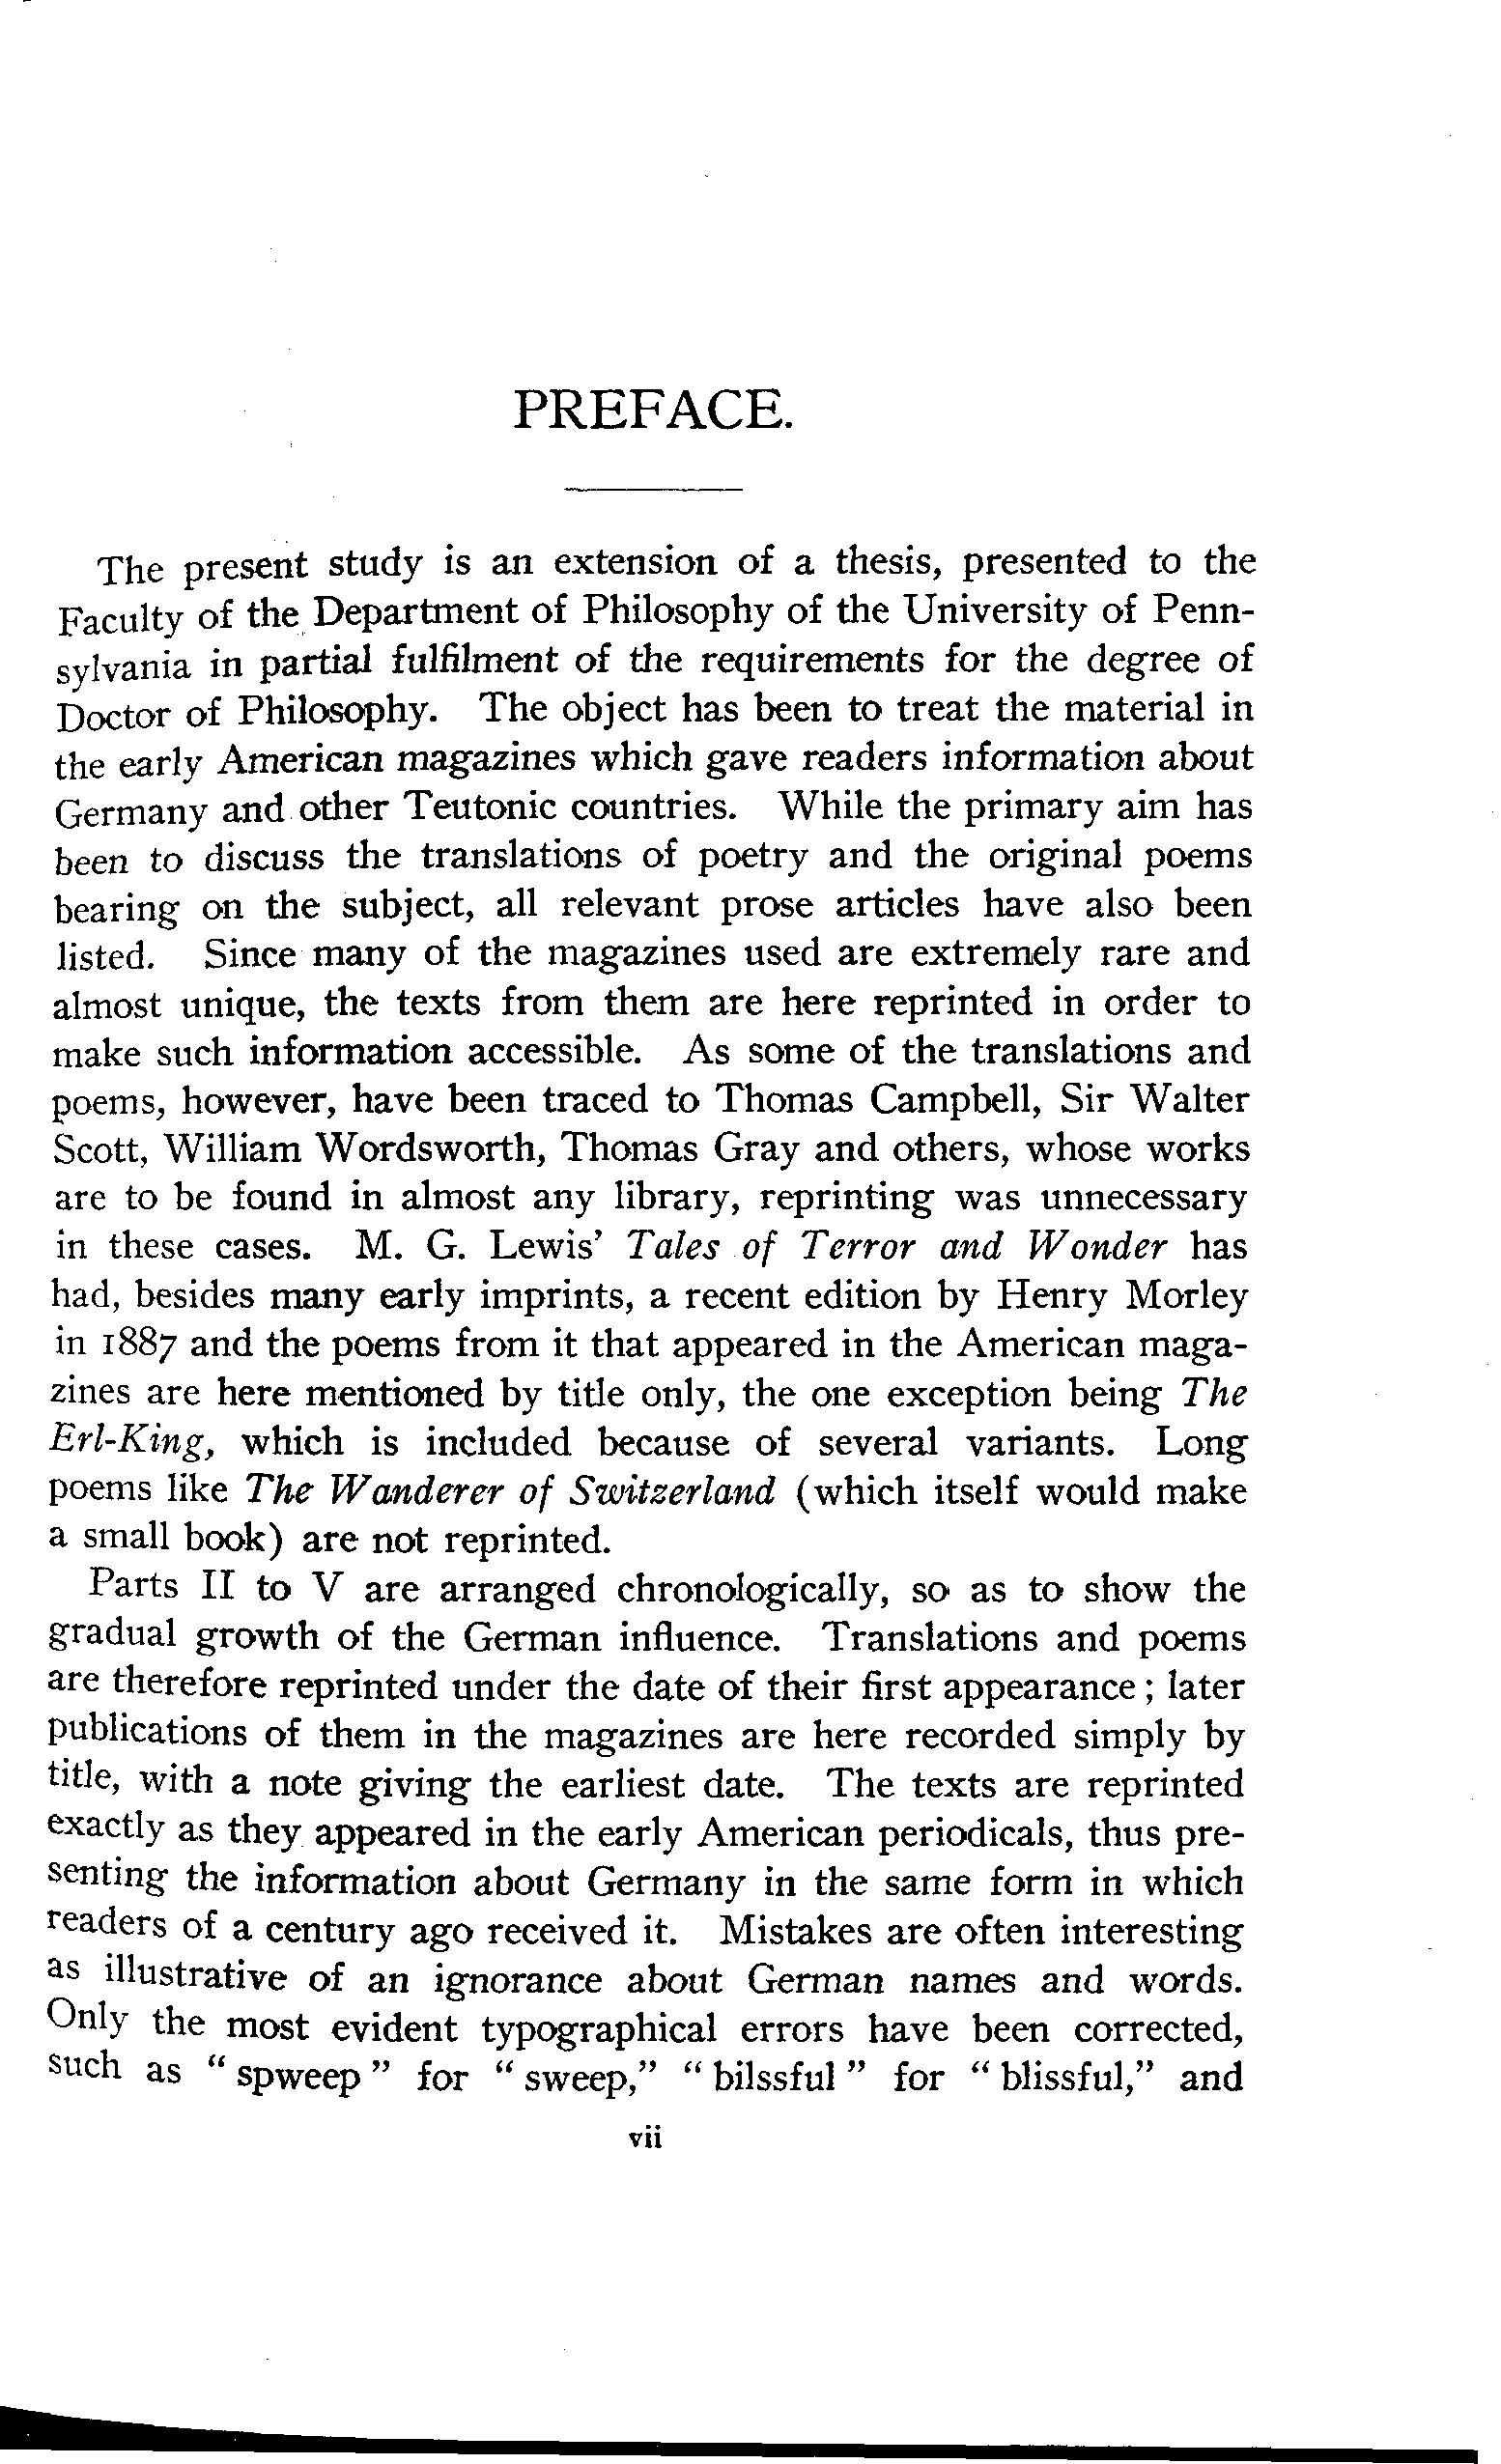 PREFACE.
The present study is an extension of a thesis, presented to the
Faculty of the Department of Philosophy of the University of Penn-
sylvania in partial fulfilment of the requirements for the degree of
Doctor of Philosophy. The object has been to treat the material in
the early American magazines which gave readers information about
Germany and other Teutonic countries. While the primary aim has
been to discuss the translations of poetry and the original poems
bearing on the subject, all relevant prose articles have also been
listed. Since many of the magazines used are extremely rare and
almost unique, the texts from them are here reprinted in order to
make such information accessible. As some of the translations and
poems, however, have been traced to Thomas Campbell, Sir Walter
Scott, William Wordsworth, Thomas Gray and others, whose works
are to be found in almost any library, reprinting was unnecessary
in these cases. M. G. Lewis' Tales of Terror and Wonder has
had, besides many early imprints, a recent edition by Henry Morley
in 1887 and the poems from it that appeared in the American maga-
zines are here mentioned by title only, the one exception being The
Erl-King, which is included because of several variants. Long
poems like The Wanderer of Switzerland (which itself would make
a small book) are not reprinted.
Parts II to V are arranged chronologically, so as to show the
gradual growth of the German influence. Translations and poems
are therefore reprinted under the date of their first appearance; later
publications of them in the magazines are here recorded simply by
title, with a note giving the earliest date. The texts are reprinted
exactly as they appeared in the early American periodicals, thus pre-
senting the information about Germany in the same form in which
readers of a century ago received it. Mistakes are often interesting
as illustrative of an ignorance about German names and words.
Only the most evident typographical errors have been corrected,
such as "spweep" for "sweep," "bilssful" for "blissful," and
vii